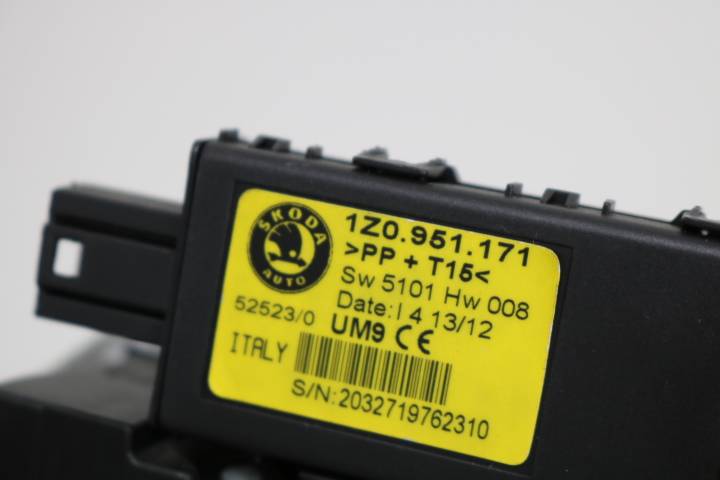 SKODA
AUTO
1Z0.951.171
>PP + T15<
Sw 5101 Hw 008
Date: I 4 13/12
52523/0 UM9 CE
ITALY
S/N:2032719762310